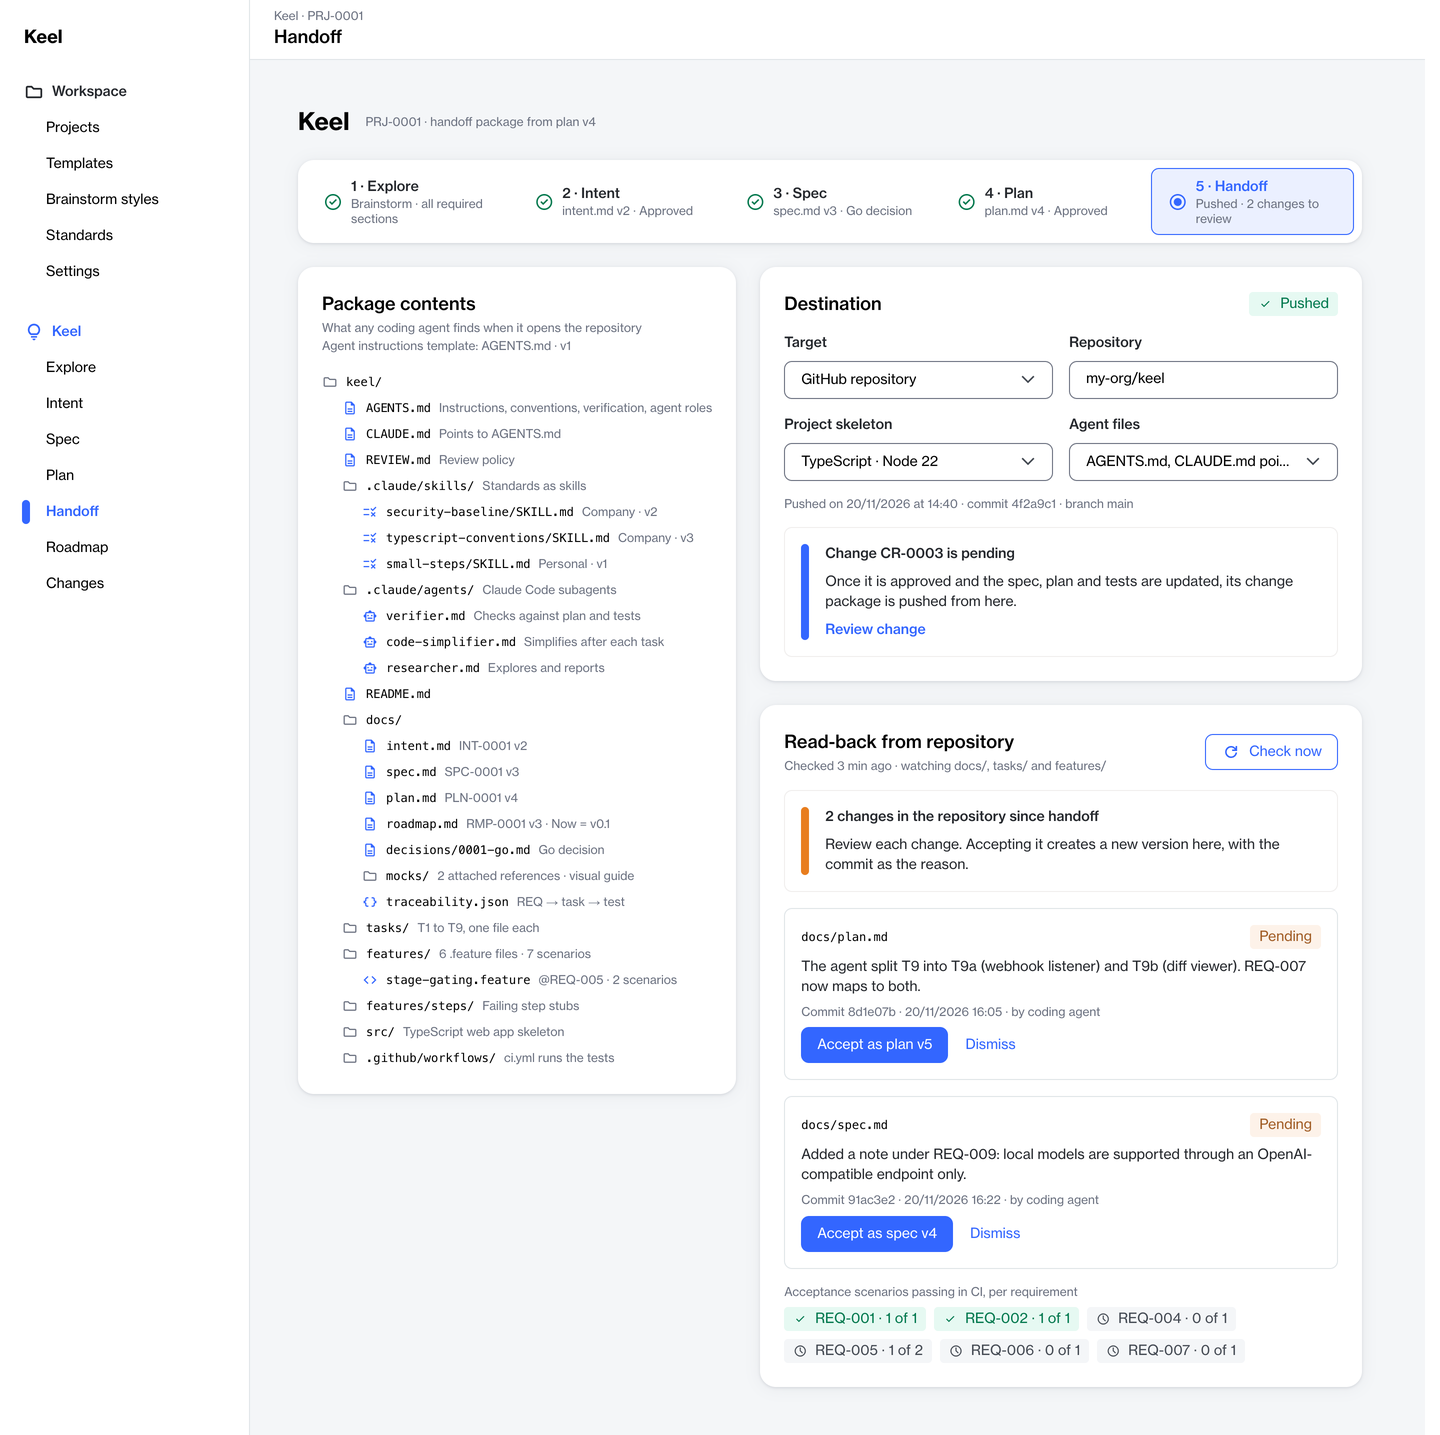 Keel
Workspace
Projects
Templates
Brainstorm styles
Standards
Settings
Keel
Explore
Intent
Spec
Plan
Handoff
Roadmap
Changes
Keel · PRJ-0001
Handoff
Keel PRJ-0001 · handoff package from plan v4
1 · Explore
Brainstorm · all required
sections
2 · Intent
intent.md v2 · Approved
3 · Spec
spec.md v3 · Go decision
4 · Plan
plan.md v4 · Approved
5 · Handoff
Pushed · 2 changes to
review
Package contents
What any coding agent finds when it opens the repository
Agent instructions template: AGENTS.md · v1
keel/
AGENTS.md Instructions, conventions, verification, agent roles
CLAUDE.md Points to AGENTS.md
REVIEW.md Review policy
.claude/skills/ Standards as skills
security-baseline/SKILL.md Company · v2
typescript-conventions/SKILL.md Company · v3
small-steps/SKILL.md Personal · v1
.claude/agents/ Claude Code subagents
verifier.md Checks against plan and tests
code-simplifier.md Simplifies after each task
researcher.md Explores and reports
README.md
docs/
intent.md INT-0001 v2
spec.md SPC-0001 v3
plan.md PLN-0001 v4
roadmap.md RMP-0001 v3 · Now = v0.1
decisions/0001-go.md Go decision
mocks/ 2 attached references · visual guide
traceability.json REQ → task → test
tasks/ T1 to T9, one file each
features/ 6 .feature files · 7 scenarios
stage-gating.feature @REQ-005 · 2 scenarios
features/steps/ Failing step stubs
src/ TypeScript web app skeleton
.github/workflows/ ci.yml runs the tests
Destination
Pushed
Target
GitHub repository
Repository
my-org/keel
Project skeleton
TypeScript · Node 22
Agent files
AGENTS.md, CLAUDE.md poi...
Pushed on 20/11/2026 at 14:40 · commit 4f2a9c1 · branch main
Change CR-0003 is pending
Once it is approved and the spec, plan and tests are updated, its change
package is pushed from here.
Review change
Read-back from repository
Checked 3 min ago · watching docs/, tasks/ and features/
Check now
2 changes in the repository since handoff
Review each change. Accepting it creates a new version here, with the
commit as the reason.
docs/plan.md
Pending
The agent split T9 into T9a (webhook listener) and T9b (diff viewer). REQ-007
now maps to both.
Commit 8d1e07b · 20/11/2026 16:05 · by coding agent
Accept as plan v5
Dismiss
docs/spec.md
Pending
Added a note under REQ-009: local models are supported through an OpenAI-
compatible endpoint only.
Commit 91ac3e2 · 20/11/2026 16:22 · by coding agent
Accept as spec v4
Dismiss
Acceptance scenarios passing in CI, per requirement
REQ-001 · 1 of 1
REQ-002 · 1 of 1
REQ-004 · 0 of 1
REQ-005 · 1 of 2
REQ-006 · 0 of 1
REQ-007 · 0 of 1